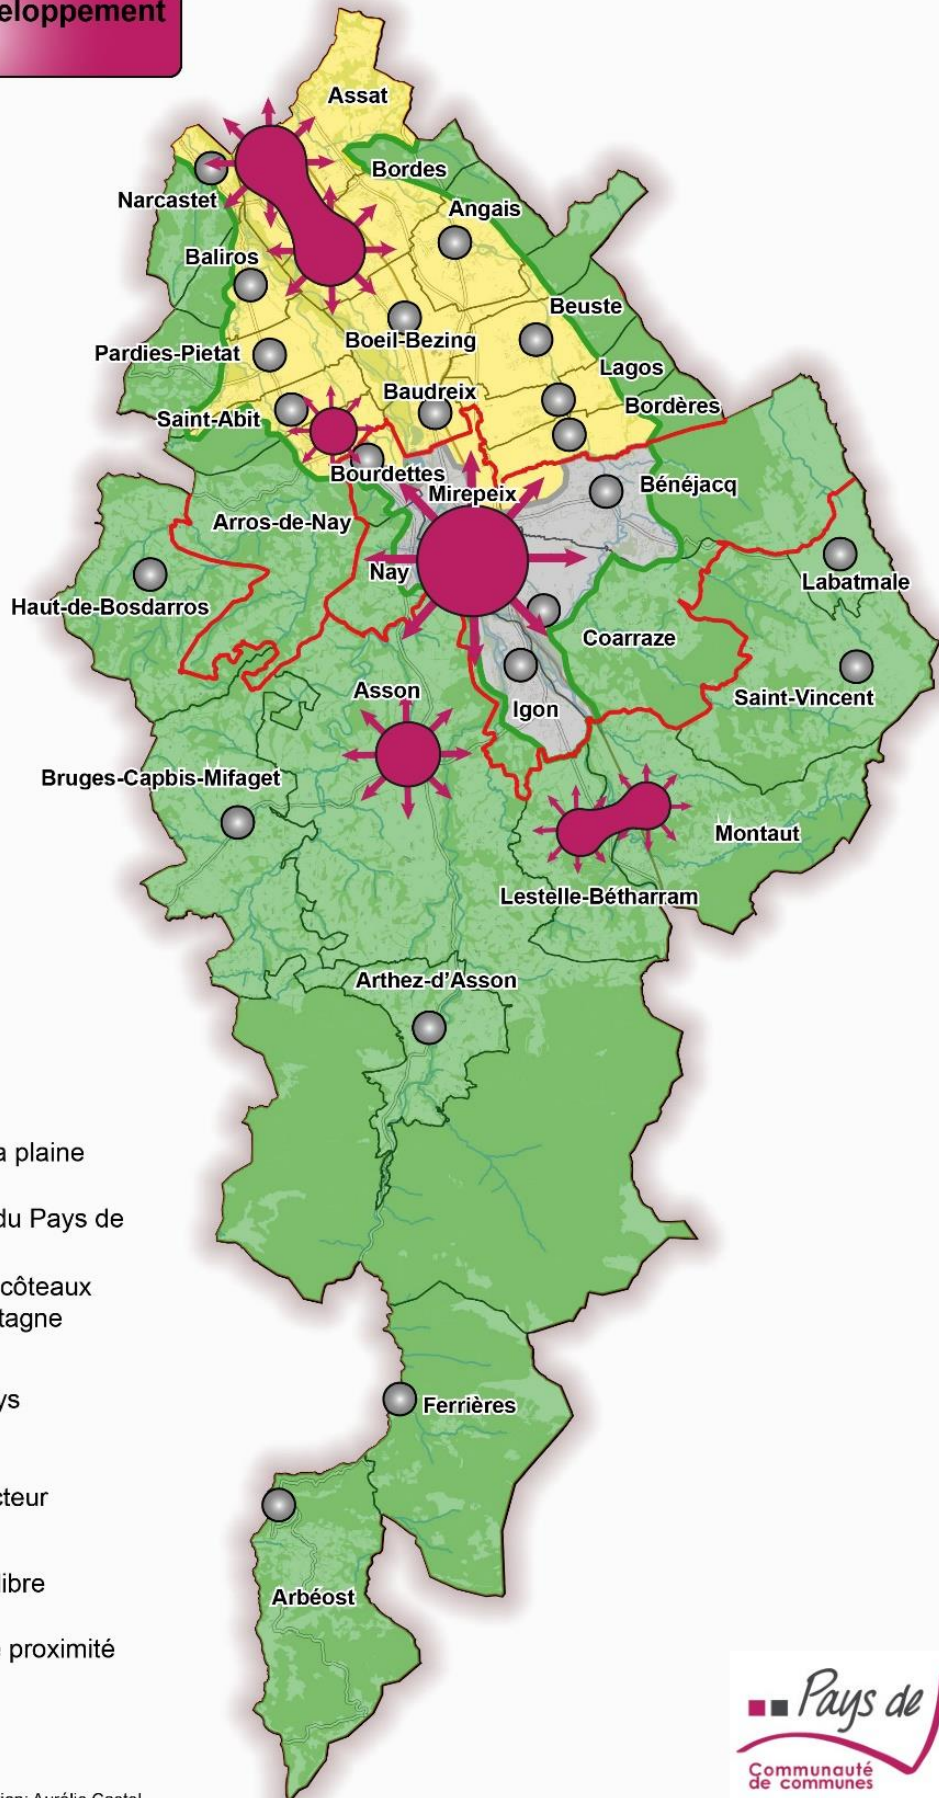 eloppement
Assat
Bordes
Narcastet
Angais
Baliros
Beuste
Boeil-Bezing
Pardies-Pietat
Lagos
Baudreix
Bordères
Saint-Abit
Bourdettes
Bénéjacq
Mirepeix
Arros-de-Nay
Nay
Labatmale
Haut-de-Bosdarros
Coarraze
Asson
Saint-Vincent
Igon
Bruges-Capbis-Mifaget
Montaut
Lestelle-Bétharram
Arthez-d'Asson
a plaine
du Pays de
côteaux
tagne
ys
Ferrières
cteur
libre
Arbéost
proximité
Pays de
Communauté
de communes